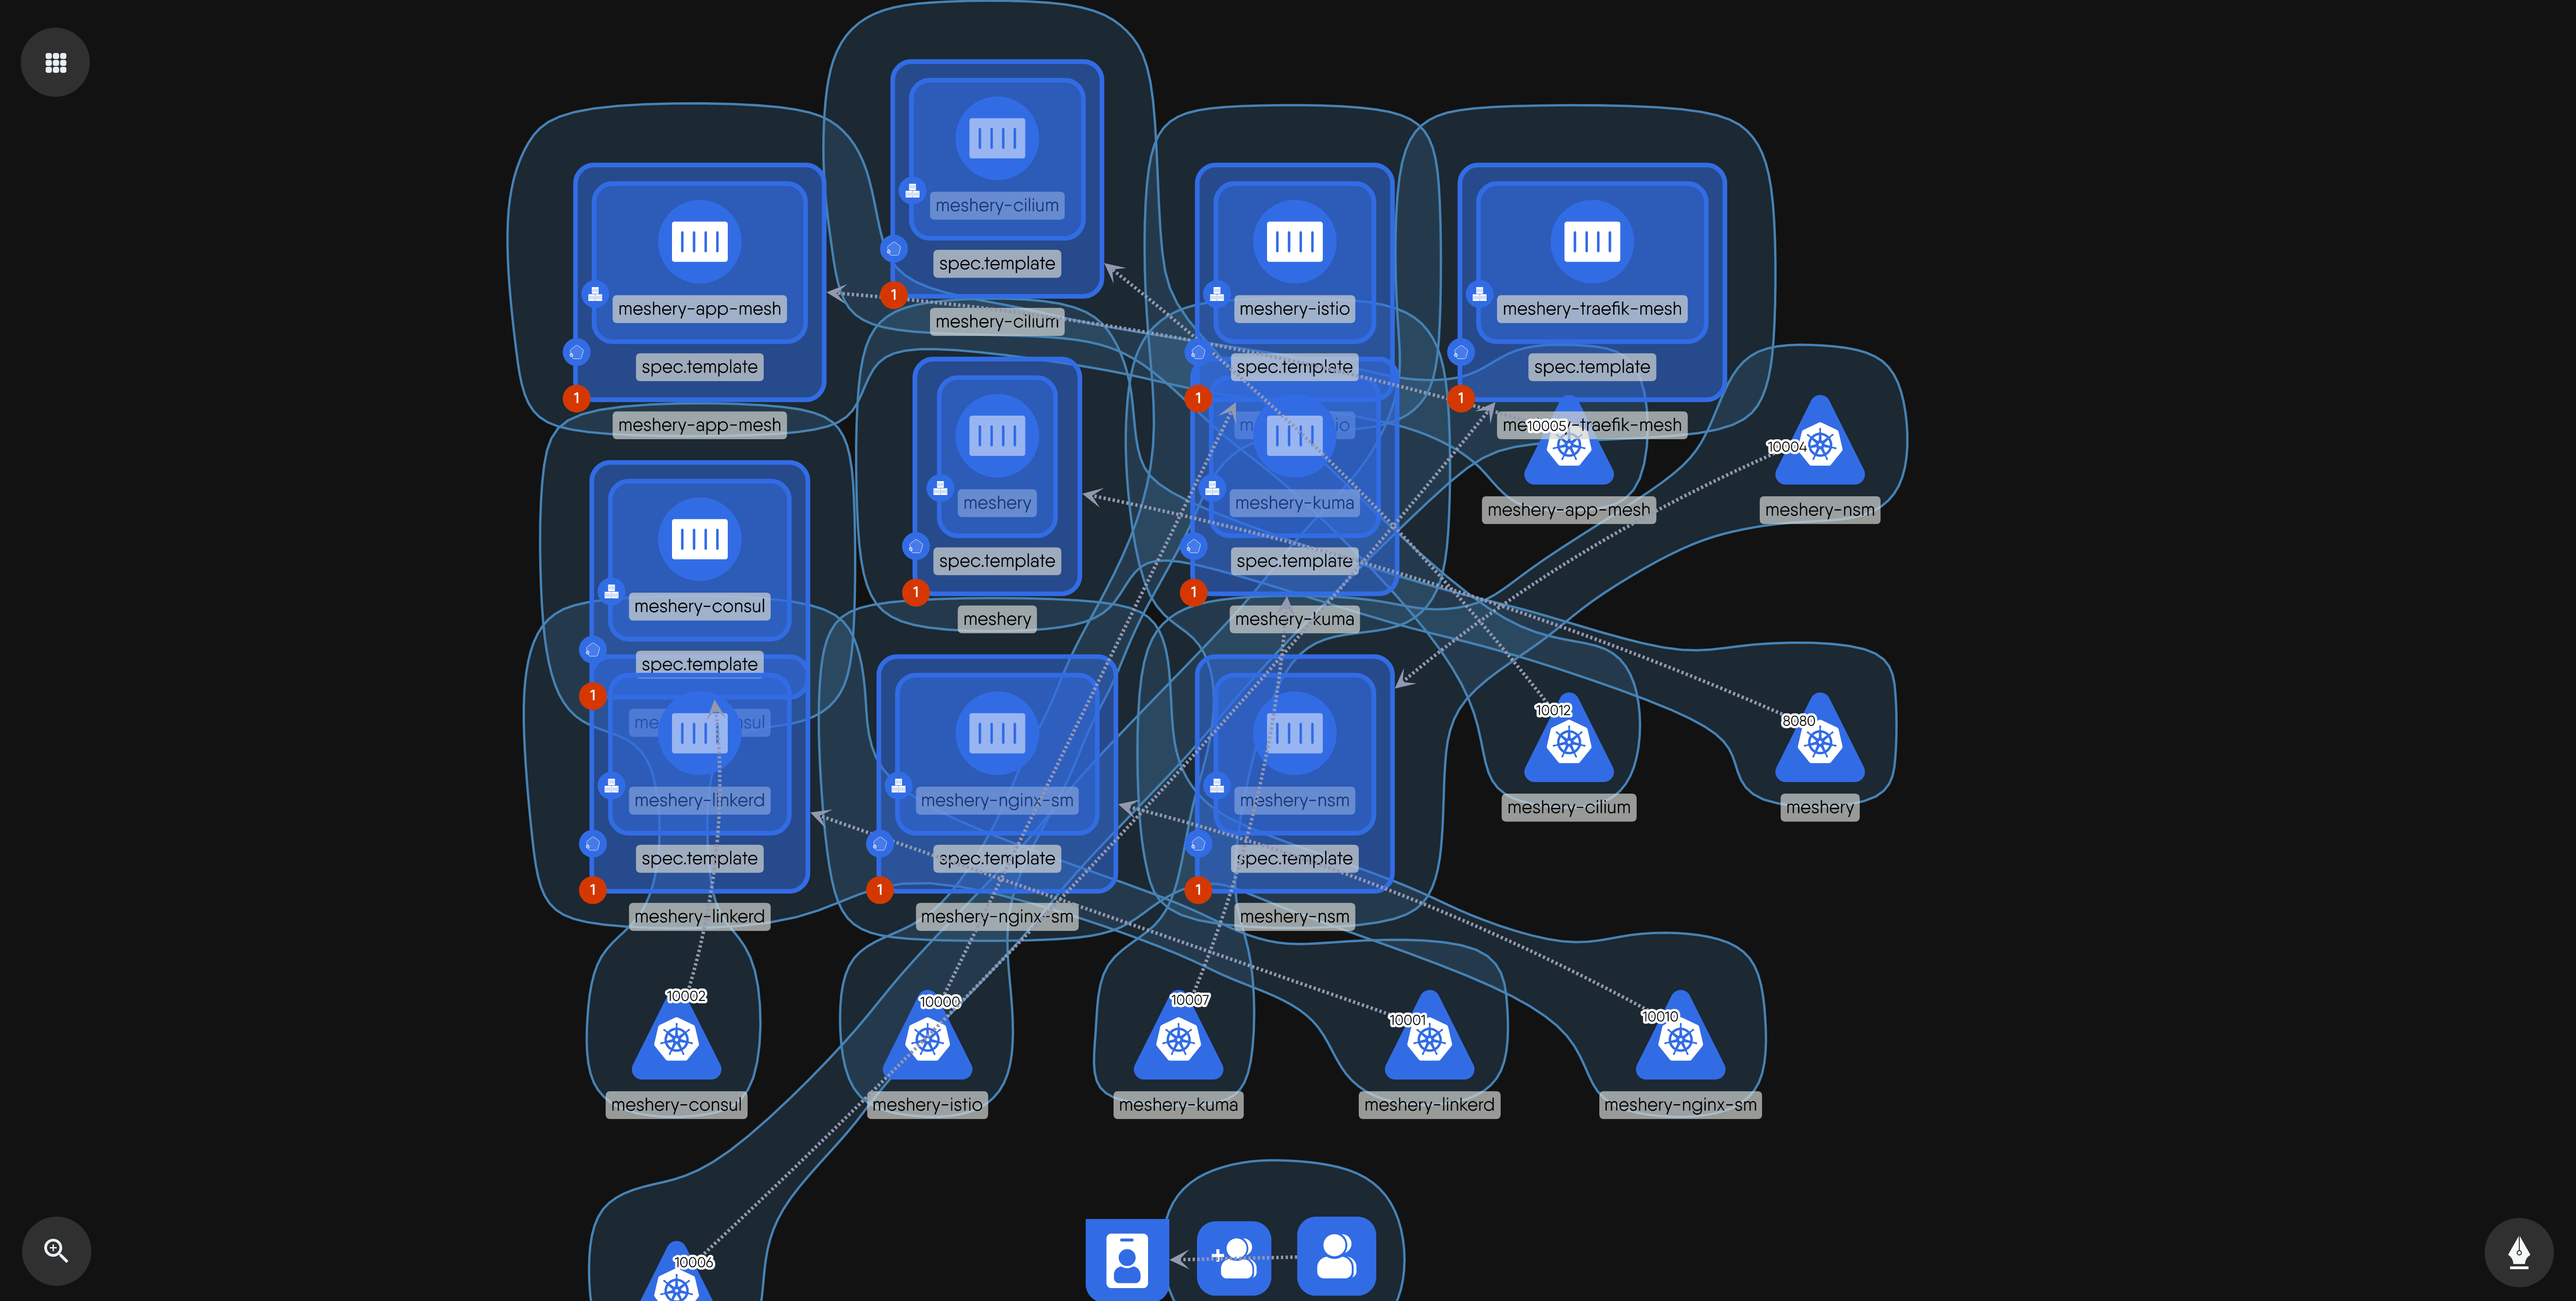 meshery-cilium
spec.template
1
meshery-cilium
meshery-app-mesh
spec.template
1
meshery-app-mesh
meshery-istio
spec.template
1
meshery-traefik-mesh
spec.template
1
10005
-traefik-mesh
meshery-app-mesh
10004
meshery-nsm
meshery
spec.template
1
meshery
meshery-kuma
spec.template
1
meshery-kuma
meshery-consul
spec.template
1
meshery-linkerd
spec.template
1
meshery-linkerd
meshery-nginx-sm
spec.template
1
meshery-nginx-sm
meshery-nsm
spec.template
1
meshery-nsm
10012
meshery-cilium
8080
meshery
10002
meshery-consul
10000
meshery-istio
10007
meshery-kuma
10001
meshery-linkerd
10010
meshery-nginx-sm
10006